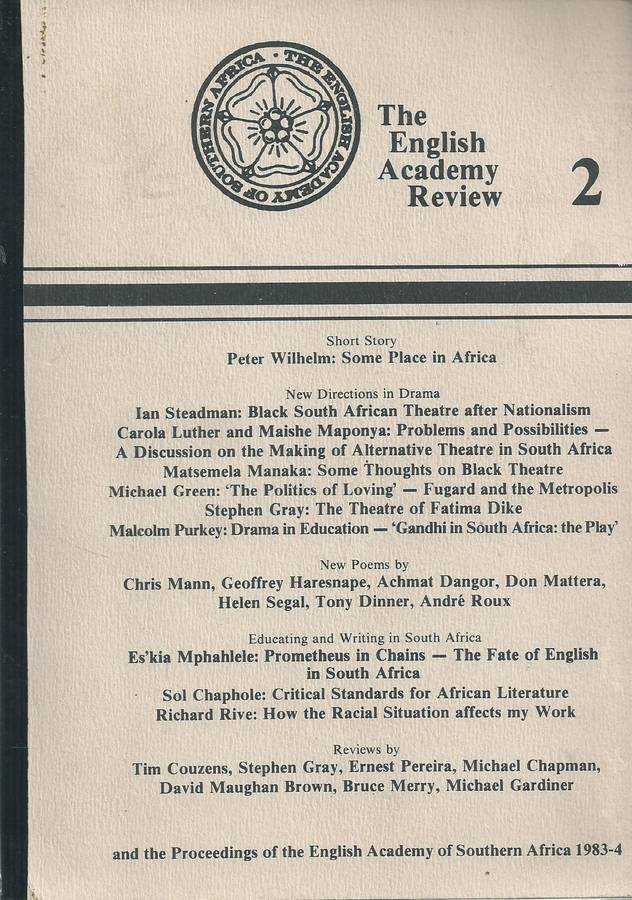 THE ENGLISH ACADEMY OF SOUTHERN AFRICA ·
The
English
Academy
Review
2
Short Story
Peter Wilhelm: Some Place in Africa
New Directions in Drama
Ian Steadman: Black South African Theatre after Nationalism
Carola Luther and Maishe Maponya: Problems and Possibilities —
A Discussion on the Making of Alternative Theatre in South Africa
Matsemela Manaka: Some Thoughts on Black Theatre
Michael Green: ‘The Politics of Loving’ — Fugard and the Metropolis
Stephen Gray: The Theatre of Fatima Dike
Malcolm Purkey: Drama in Education — ‘Gandhi in South Africa: the Play’
New Poems by
Chris Mann, Geoffrey Haresnape, Achmat Dangor, Don Mattera,
Helen Segal, Tony Dinner, André Roux
Educating and Writing in South Africa
Es’kia Mphahlele: Prometheus in Chains — The Fate of English
in South Africa
Sol Chaphole: Critical Standards for African Literature
Richard Rive: How the Racial Situation affects my Work
Reviews by
Tim Couzens, Stephen Gray, Ernest Pereira, Michael Chapman,
David Maughan Brown, Bruce Merry, Michael Gardiner
and the Proceedings of the English Academy of Southern Africa 1983-4